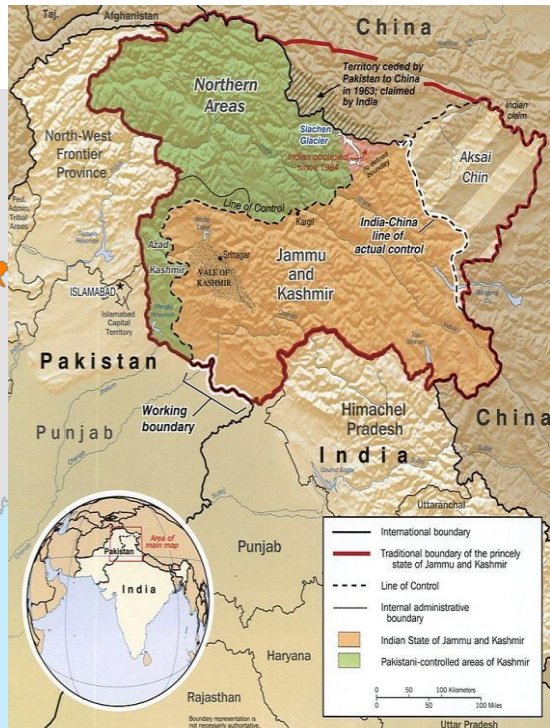 Taj.
Afghanistan
China
Territory ceded by
Pakistan to China
in 1963; claimed
by India
Northern
Areas
Indian
claim
Siachen
Glacier
Indian occupied
since 1984
Aksai
Chin
North-West
Frontier
Province
Line of Control
Kargil
India-China
line of
actual control
Fed.
Admin.
Tribal
Areas
Azad
Kashmir
Srinagar
VALE OF
KASHMIR
Jammu
and
Kashmir
ISLAMABAD
Islamabad
Capital
Territory
Pakistan
Working
boundary
Punjab
Himachel
Pradesh
China
India
Uttaranchal
Area of
main map
Pakistan
India
Punjab
Haryana
Rajasthan
Boundary representation is
not necessarily authoritative.
International boundary
Traditional boundary of the princely
state of Jammu and Kashmir
Line of Control
Internal administrative
boundary
Indian State of Jammu and Kashmir
Pakistani-controlled areas of Kashmir
0 50 100 Kilometers
0 50 100 Miles
Uttar Pradesh